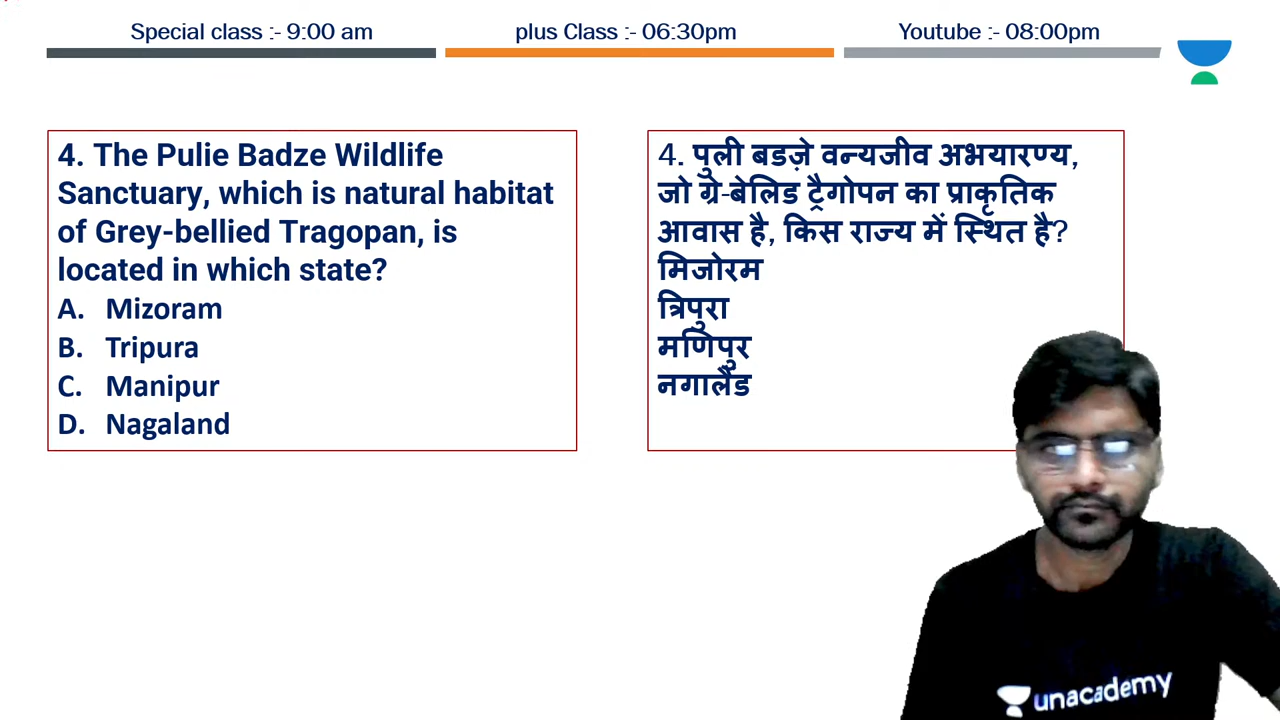 Special class :- 9:00 am
plus Class :- 06:30pm
Youtube :- 08:00pm
4. The Pulie Badze Wildlife
Sanctuary, which is natural habitat
of Grey-bellied Tragopan, is
located in which state?
A. Mizoram
B. Tripura
C. Manipur
D. Nagaland
4. पुली बडज़े वन्यजीव अभयारण्य,
जो ग्रे-बेलिड ट्रैगोपन का प्राकृतिक
आवास है, किस राज्य में स्थित है?
मिजोरम
त्रिपुरा
मणिपुर
नगालैंड
unacademy